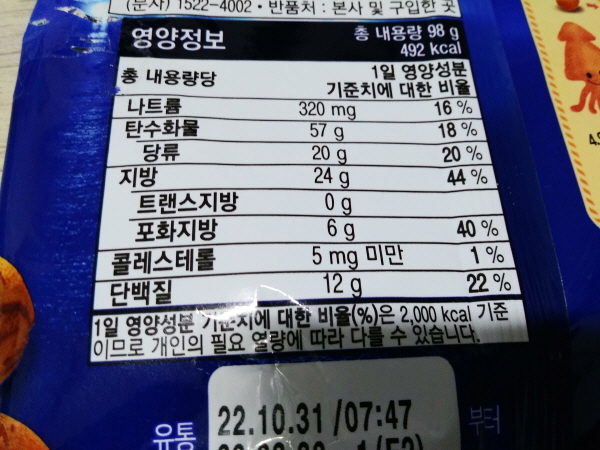 (문자) 1522-4002 • 반품처 : 본사 및 구입한 곳
영양정보
총 내용량 98 g
492 kcal
총 내용량당
1일 영양성분
기준치에 대한 비율
나트륨 320 mg 16 %
탄수화물 57 g 18 %
당류 20 g 20 %
지방 24 g 44 %
트랜스지방 0 g
포화지방 6 g 40 %
콜레스테롤 5 mg 미만 1 %
단백질 12 g 22 %
1일 영양성분 기준치에 대한 비율(%)은 2,000 kcal 기준
이므로 개인의 필요 열량에 따라 다를 수 있습니다.
유통 22.10.31 /07:47 부터